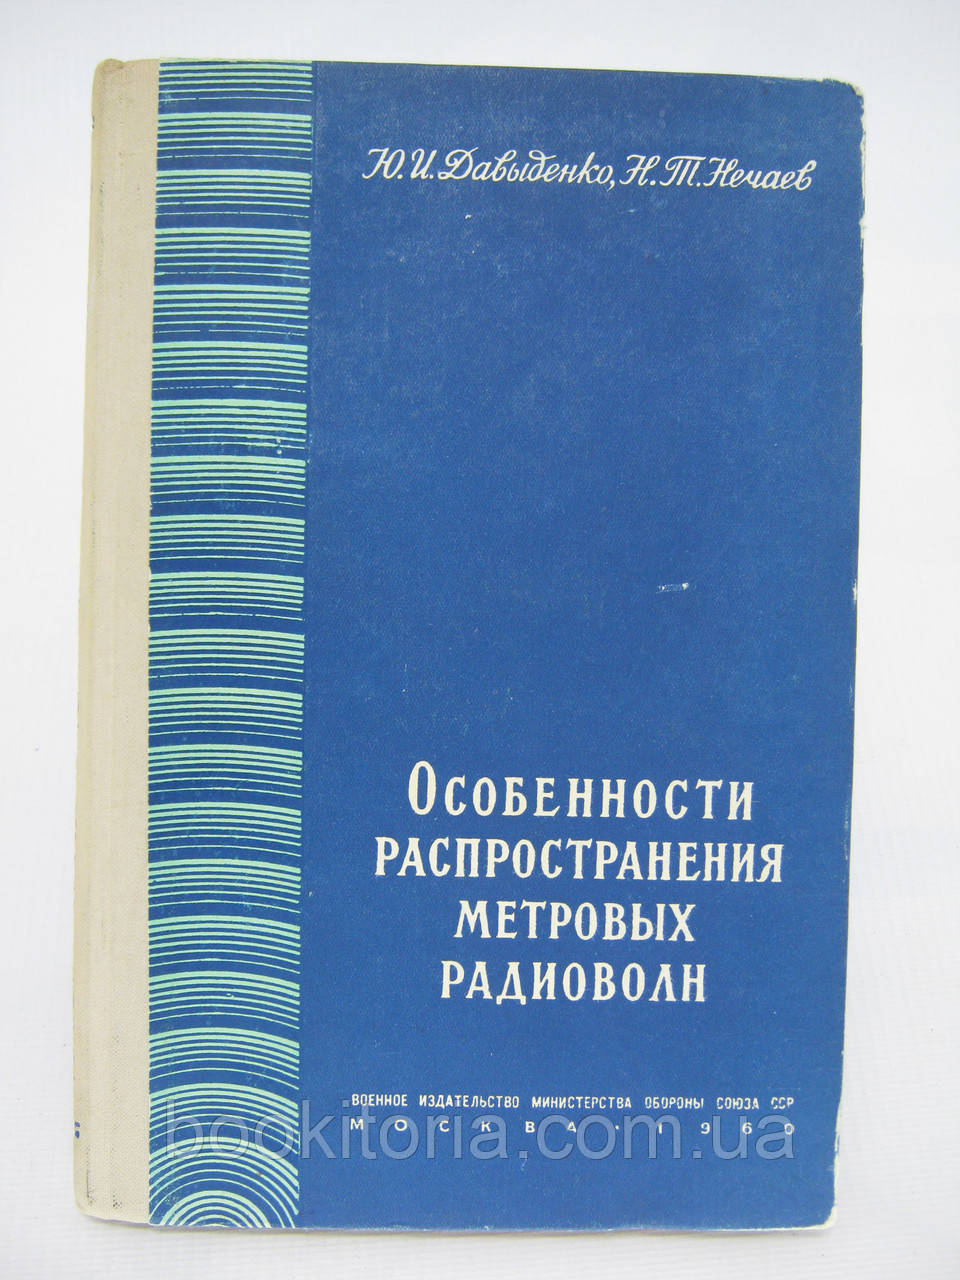 Ю.И.Давыденко, Н.Т.Нечаев
ОСОБЕННОСТИ
РАСПРОСТРАНЕНИЯ
МЕТРОВЫХ
РАДИОВОЛН
ВОЕННОЕ ИЗДАТЕЛЬСТВО МИНИСТЕРСТВА ОБОРОНЫ СОЮЗА ССР
МОСКВА · 1960
bookitoria.com.ua